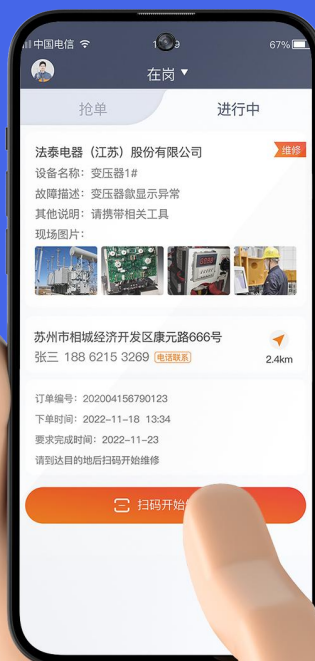 中国电信
67%
在岗
抢单
进行中
法泰电器（江苏）股份有限公司
维修
设备名称：变压器1#
故障描述：变压器歙显示异常
其他说明：请携带相关工具
现场图片：
苏州市相城经济开发区康元路666号
张三 188 6215 3269 电话联系
2.4km
订单编号：202004156790123
下单时间：2022-11-18 13:34
要求完成时间：2022-11-23
请到达目的地后扫码开始维修
扫码开始